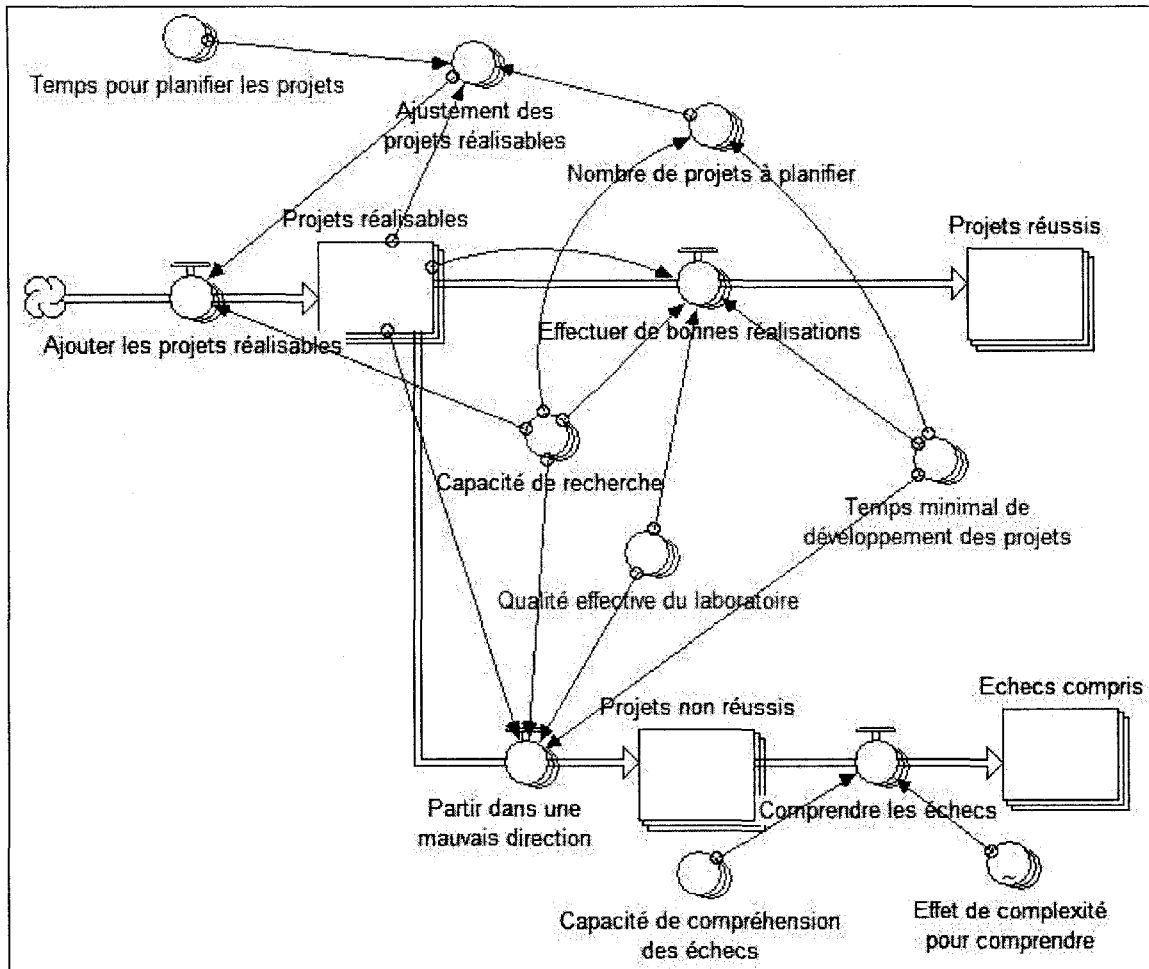 Temps pour planifier les projets
Ajustement des
projets réalisables
Nombre de projets à planifier
Projets réalisables
Projets réussis
Ajouter les projets réalisables
Effectuer de bonnes réalisations
Capacité de recherche
Temps minimal de
développement des projets
Qualité effective du laboratoire
Projets non réussis
Echecs compris
Partir dans une
mauvais direction
Comprendre les échecs
Capacité de compréhension
des échecs
Effet de complexité
pour comprendre
~